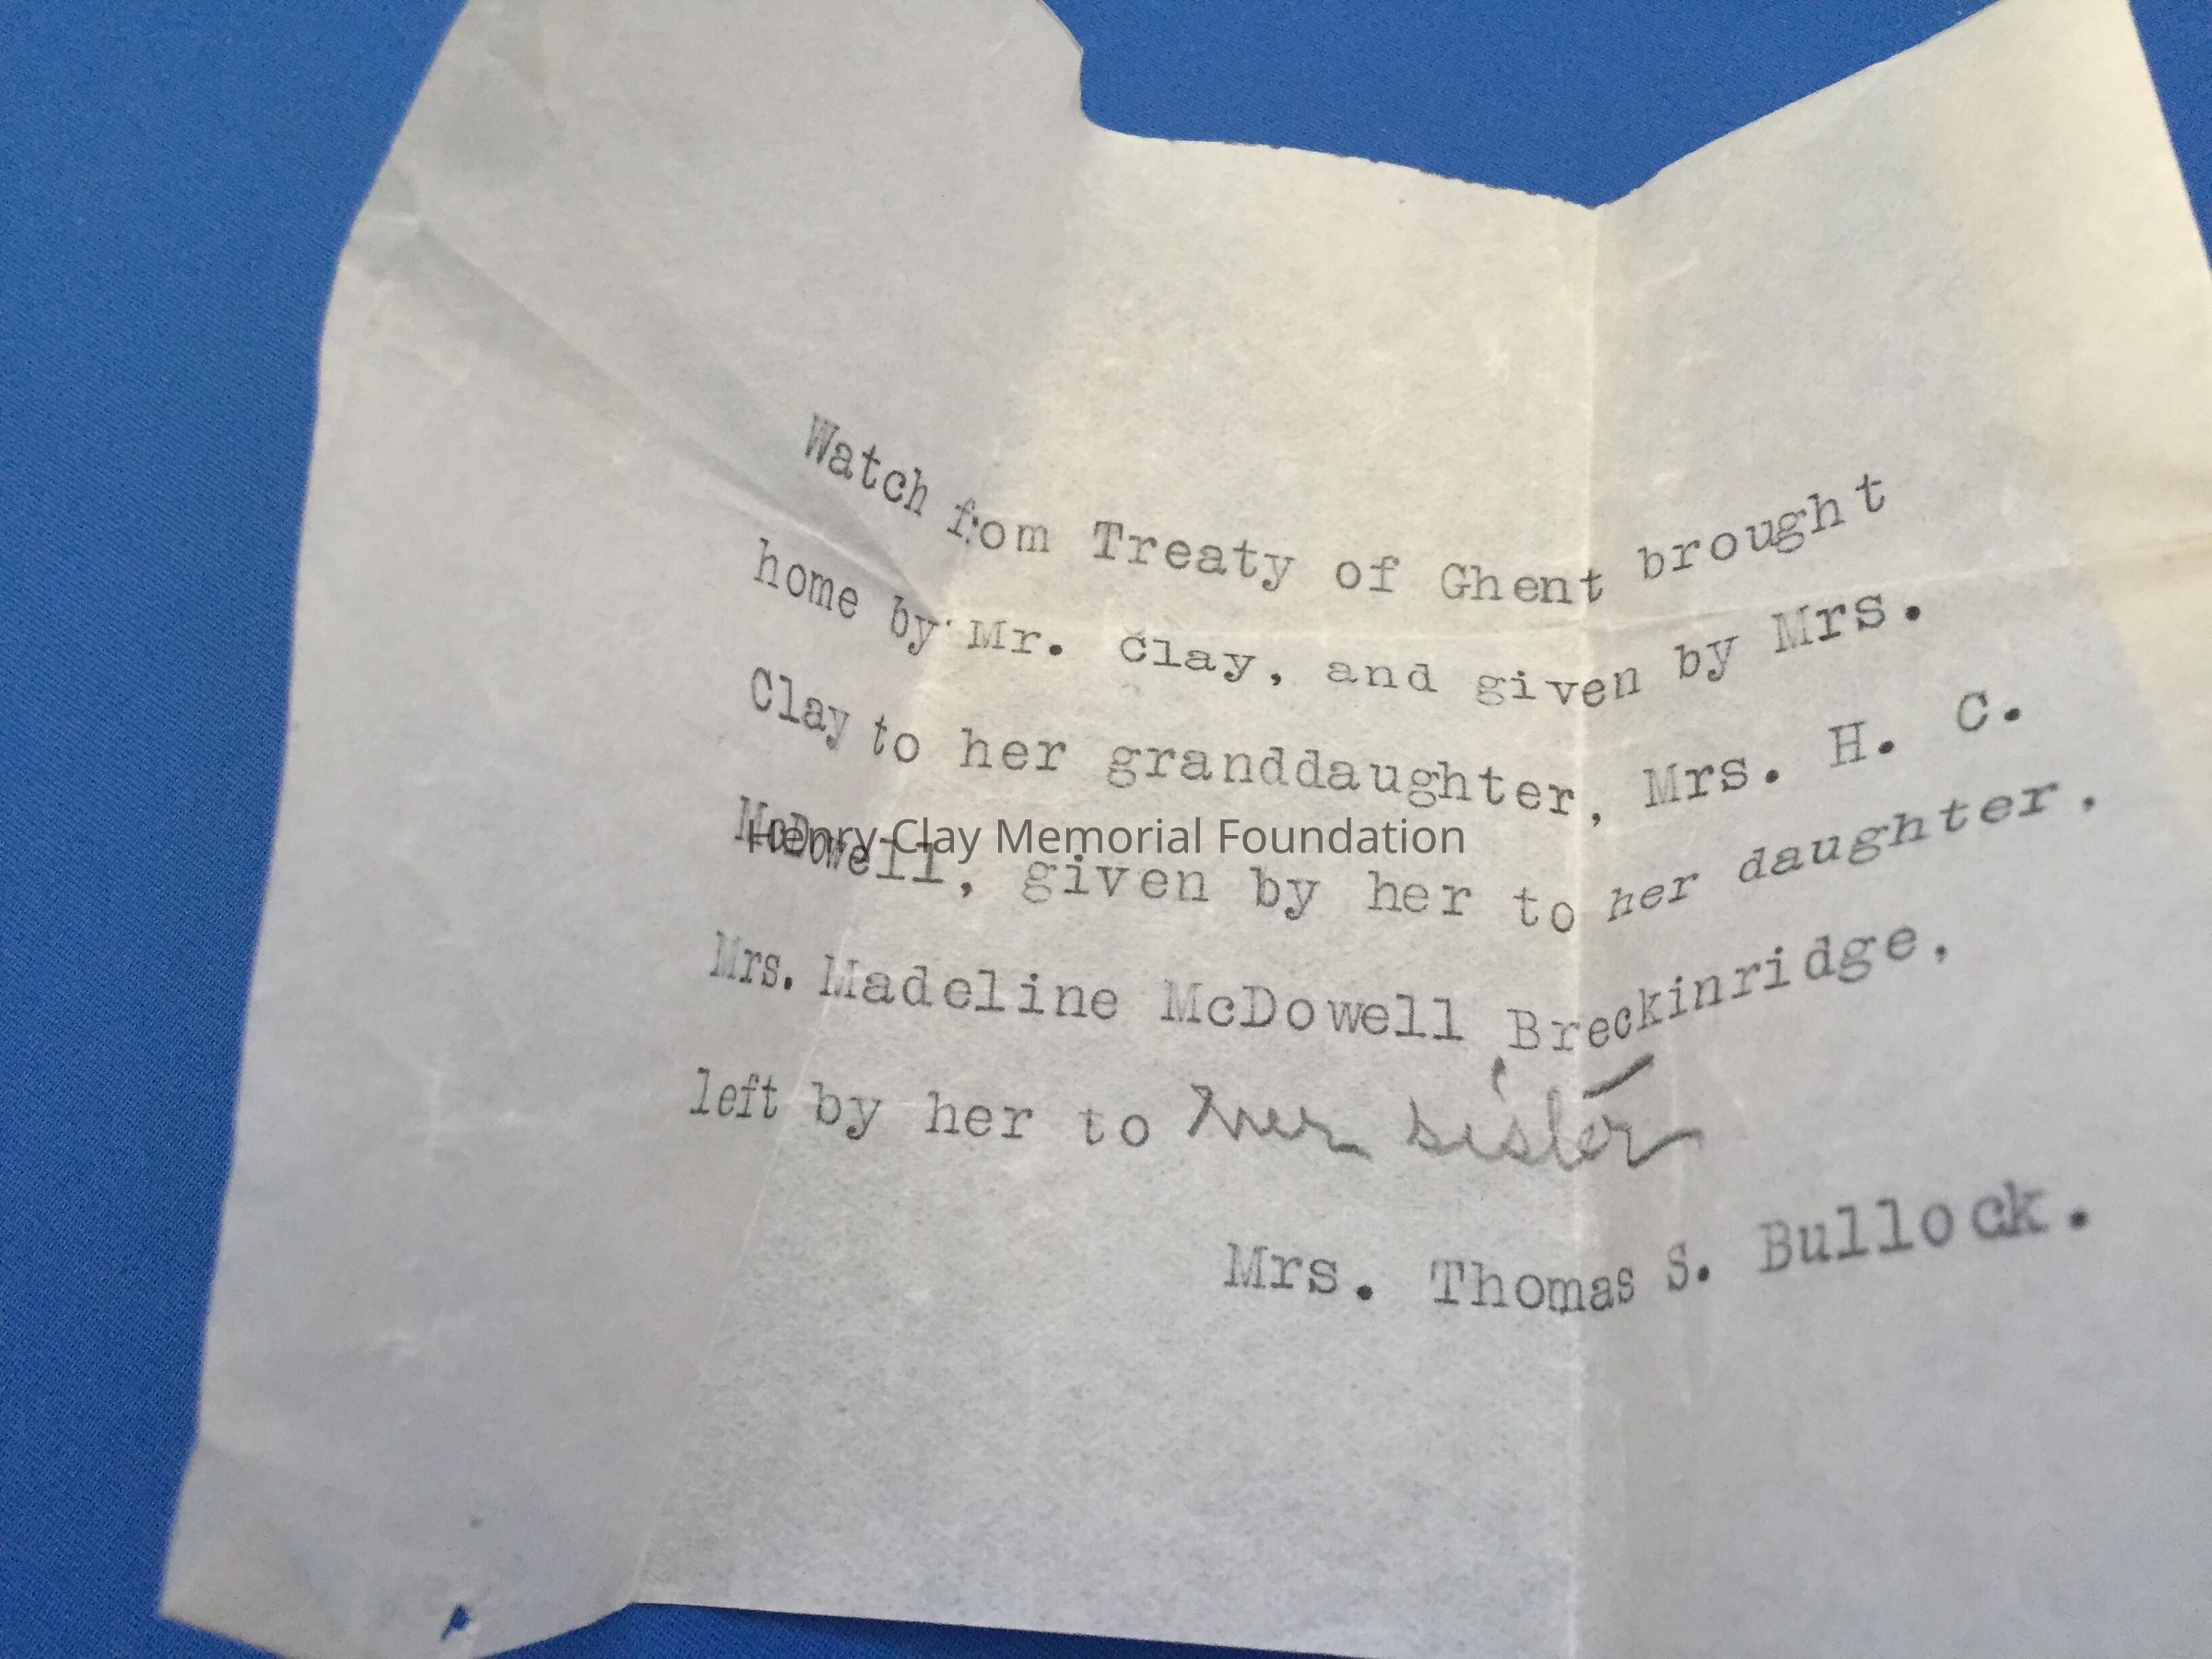 Watch from Treaty of Ghent brought
home by Mr. Clay, and given by Mrs.
Clay to her granddaughter, Mrs. H. C.
McDowell, given by her to her daughter,
Henry Clay Memorial Foundation
Mrs. Madeline McDowell Breckinridge,
left by her to her sister
Mrs. Thomas S. Bullock.